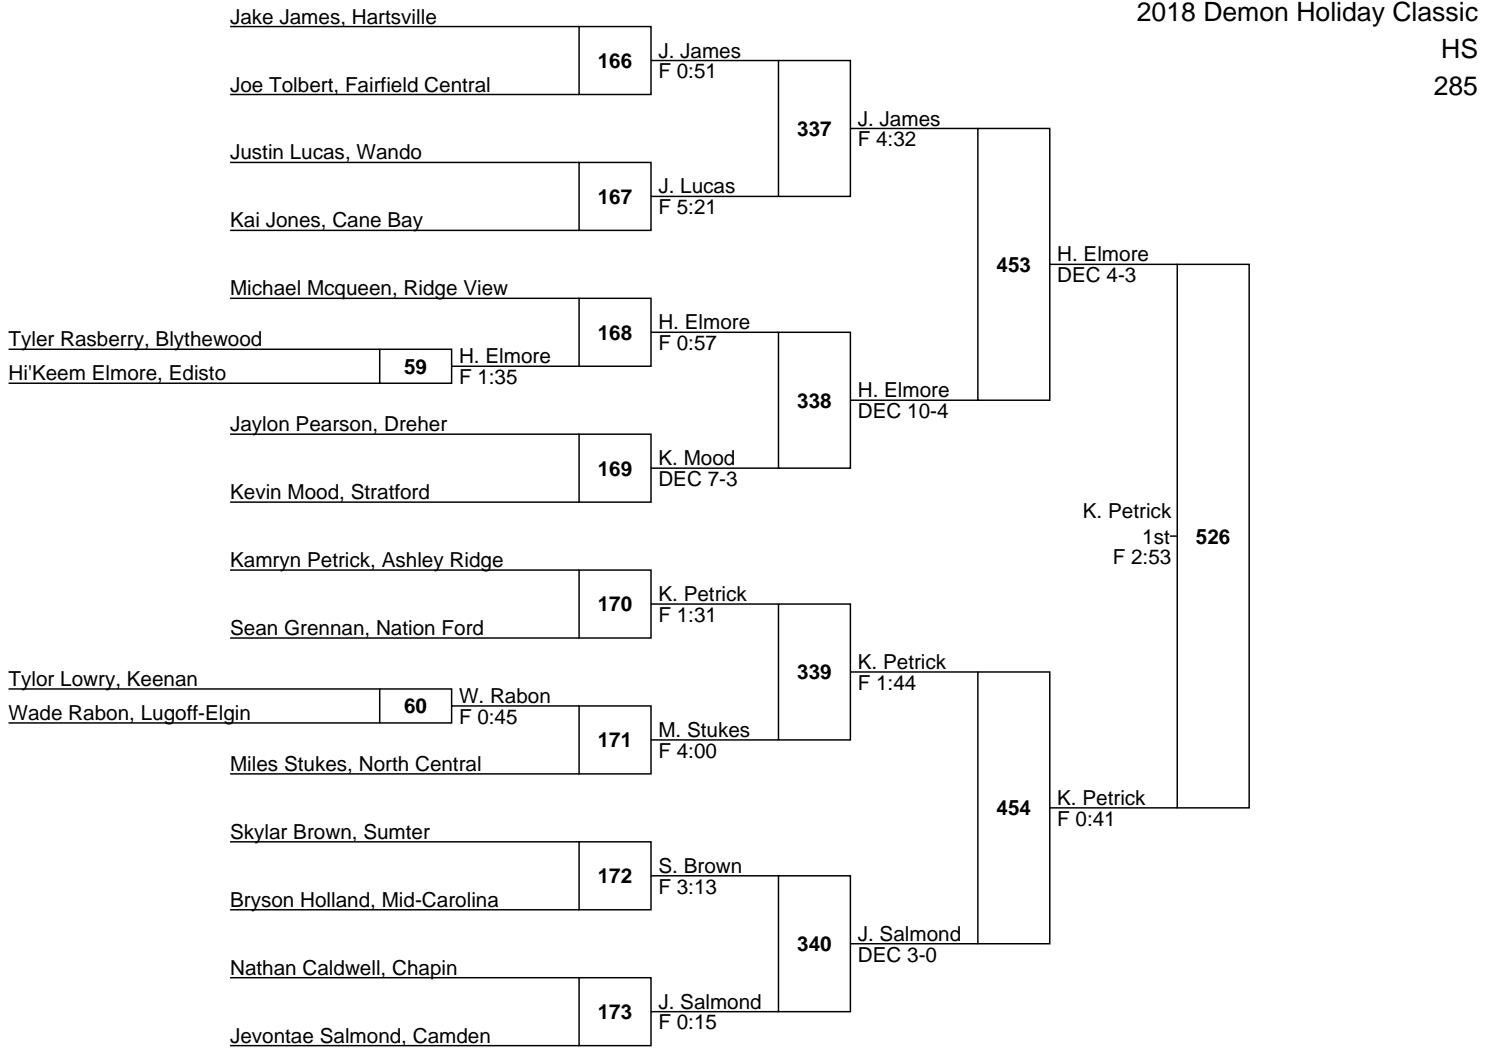 2018 Demon Holiday Classic
HS
285
Jake James, Hartsville
166
J. James
F 0:51
Joe Tolbert, Fairfield Central
337
J. James
F 4:32
Justin Lucas, Wando
167
J. Lucas
F 5:21
Kai Jones, Cane Bay
453
H. Elmore
DEC 4-3
Michael Mcqueen, Ridge View
168
H. Elmore
F 0:57
Tyler Rasberry, Blythewood
59
H. Elmore
F 1:35
Hi'Keem Elmore, Edisto
338
H. Elmore
DEC 10-4
Jaylon Pearson, Dreher
169
K. Mood
DEC 7-3
Kevin Mood, Stratford
K. Petrick
1st
F 2:53
526
Kamryn Petrick, Ashley Ridge
170
K. Petrick
F 1:31
Sean Grennan, Nation Ford
339
K. Petrick
F 1:44
Tylor Lowry, Keenan
60
W. Rabon
F 0:45
Wade Rabon, Lugoff-Elgin
171
M. Stukes
F 4:00
Miles Stukes, North Central
454
K. Petrick
F 0:41
Skylar Brown, Sumter
172
S. Brown
F 3:13
Bryson Holland, Mid-Carolina
340
J. Salmond
DEC 3-0
Nathan Caldwell, Chapin
173
J. Salmond
F 0:15
Jevontae Salmond, Camden